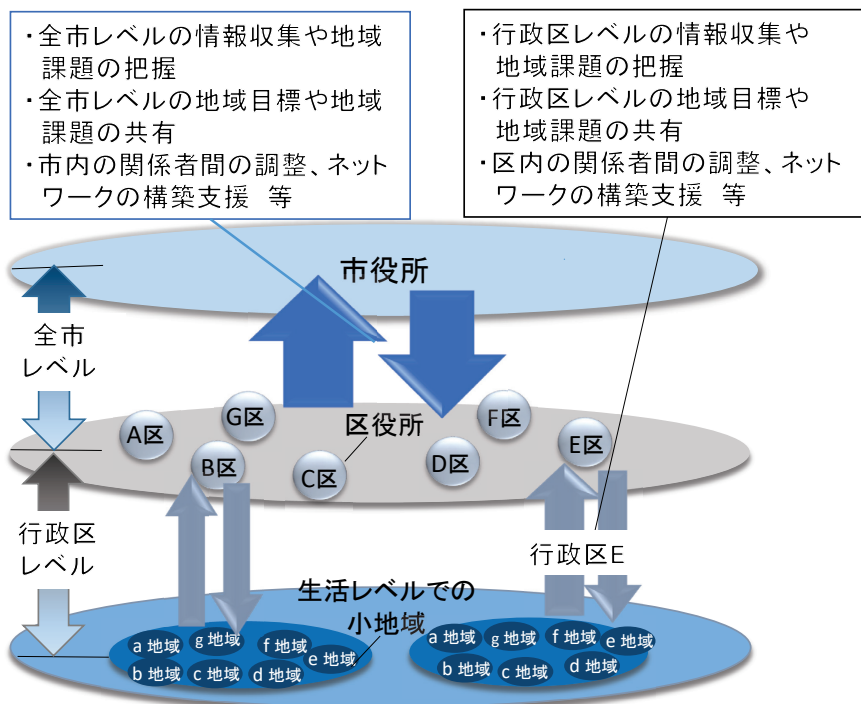 ・全市レベルの情報収集や地域
課題の把握
・全市レベルの地域目標や地域
課題の共有
・市内の関係者間の調整、ネット
ワークの構築支援 等
・行政区レベルの情報収集や
地域課題の把握
・行政区レベルの地域目標や
地域課題の共有
・区内の関係者間の調整、ネット
ワークの構築支援 等
市役所
全市
レベル
A区
G区
B区
C区
区役所
D区
F区
E区
行政区
レベル
行政区E
生活レベルでの
小地域
a 地域
g 地域
f 地域
e 地域
b 地域
c 地域
d 地域
a 地域
g 地域
f 地域
e 地域
b 地域
c 地域
d 地域